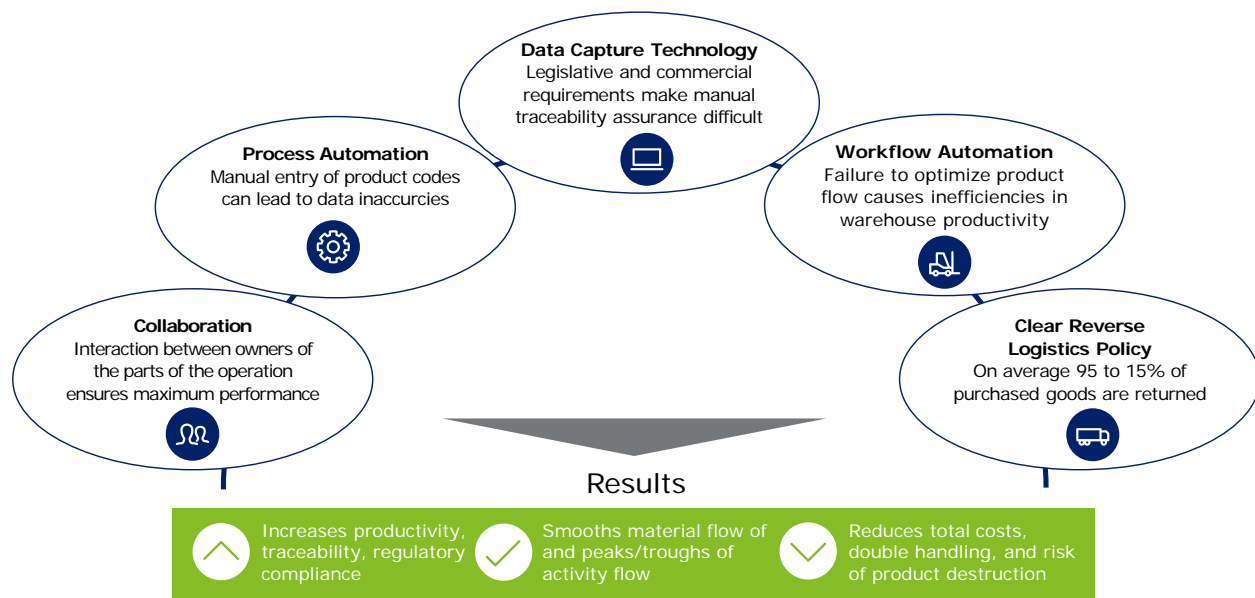 Data Capture Technology
Legislative and commercial
requirements make manual
traceability assurance difficult
Process Automation
Manual entry of product codes
can lead to data inaccurcies
Workflow Automation
Failure to optimize product
flow causes inefficiencies in
warehouse productivity
Collaboration
Interaction between owners of
the parts of the operation
ensures maximum performance
Clear Reverse
Logistics Policy
On average 95 to 15% of
purchased goods are returned
Results
Increases productivity,
traceability, regulatory
compliance
Smooths material flow of
and peaks/troughs of
activity flow
Reduces total costs,
double handling, and risk
of product destruction